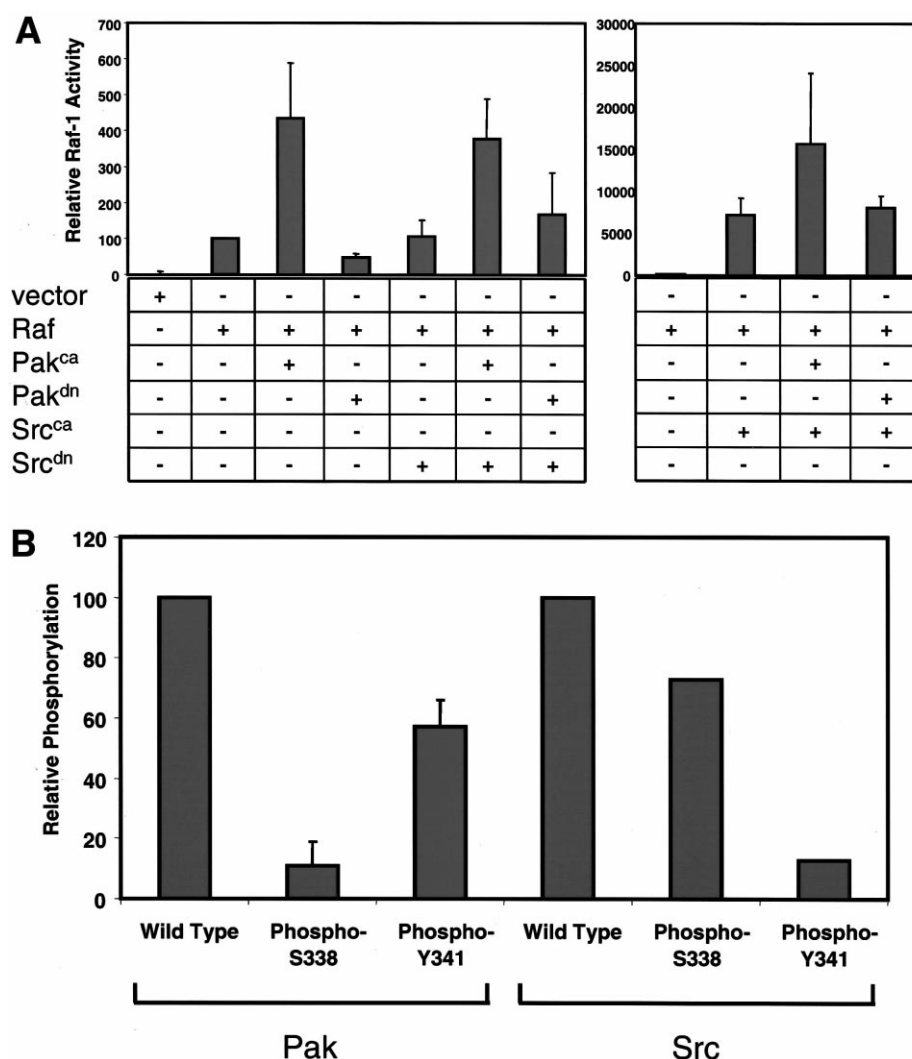 A
Relative Raf-1 Activity
700
600
500
400
300
200
100
0
30000
25000
20000
15000
10000
5000
0
vector + - - - - - - - - - -
Raf - + + + + + + + + + +
Pak^ca - - + - - + - - - + -
Pak^dn - - - + - - + - - - +
Src^ca - - - - - - - - + + +
Src^dn - - - - + + + - - - -
B
Relative Phosphorylation
120
100
80
60
40
20
0
Wild Type Phospho- Phospho- Wild Type Phospho- Phospho-
S338 Y341 S338 Y341
Pak Src